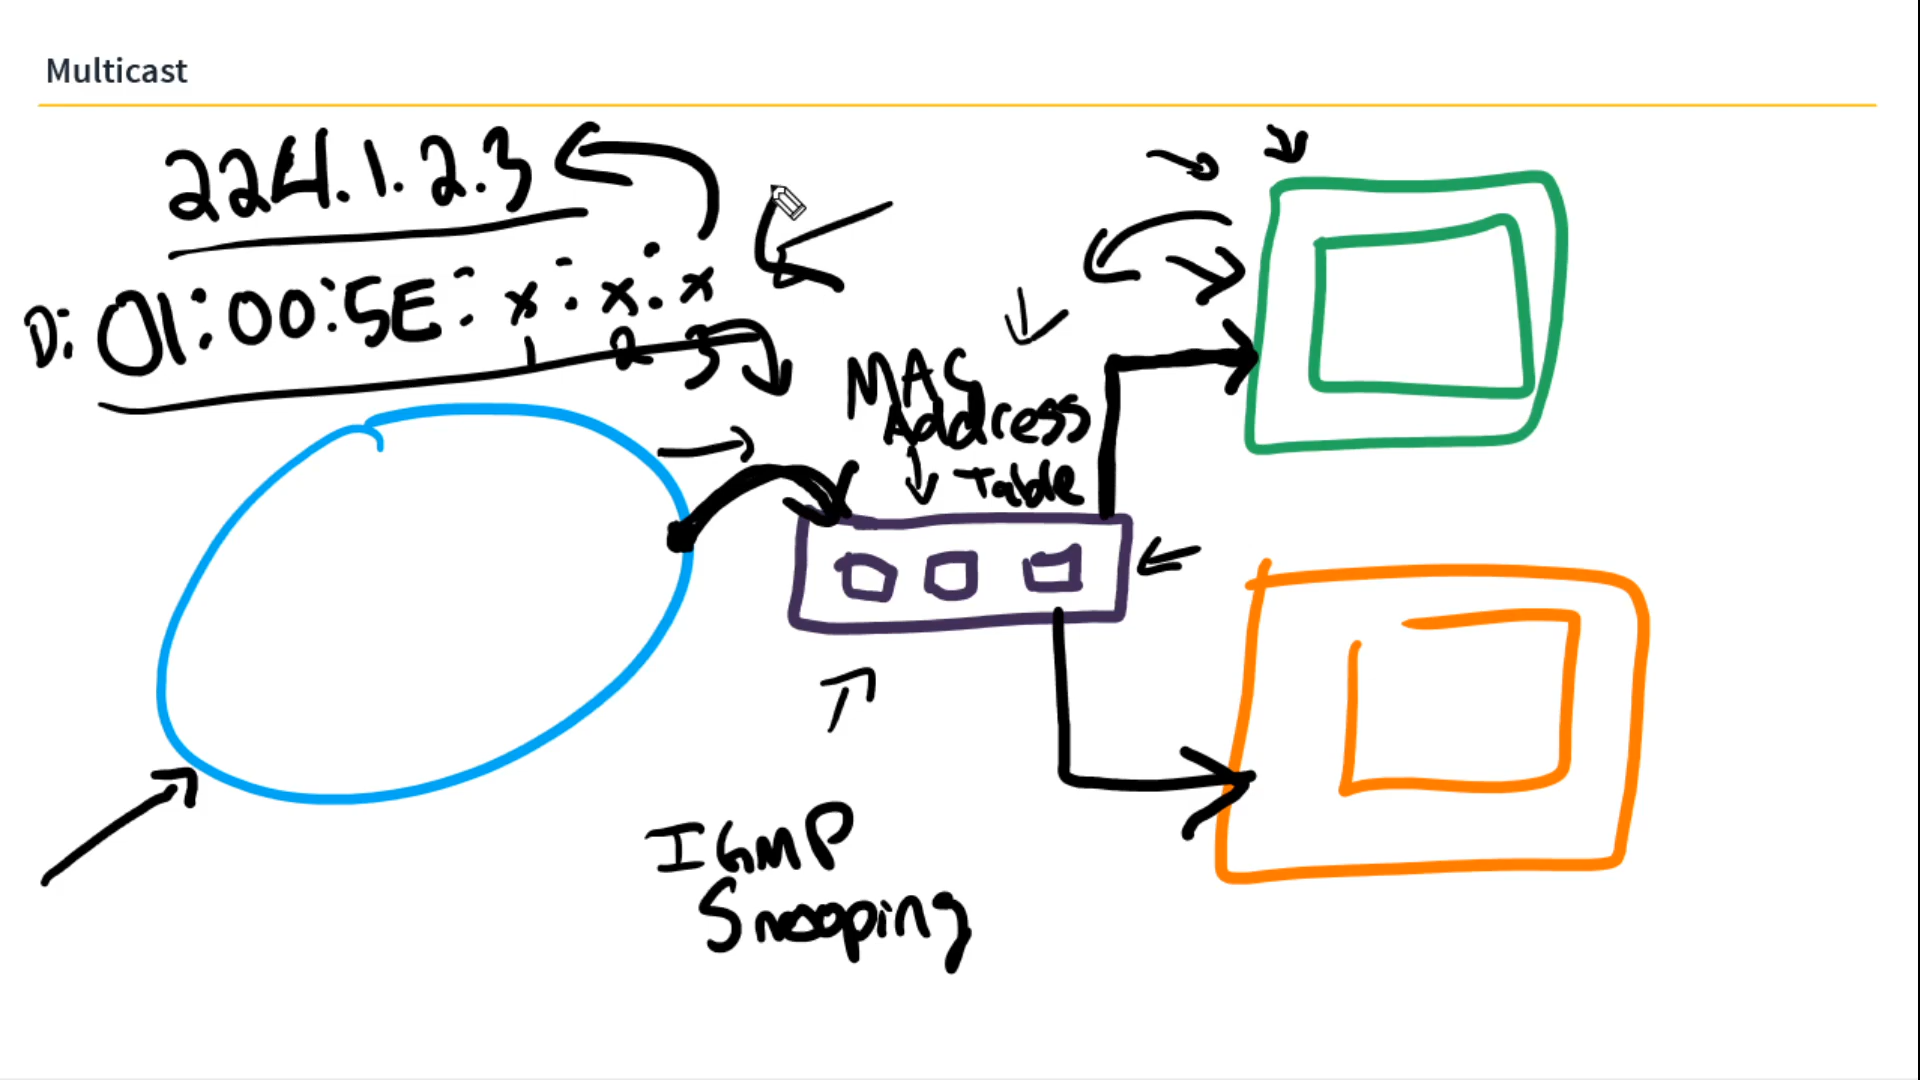 Multicast
224.1.2.3
D: 01:00:5E:x:x:x
1 2 3
MAC
Address
Table
IGMP
Snooping